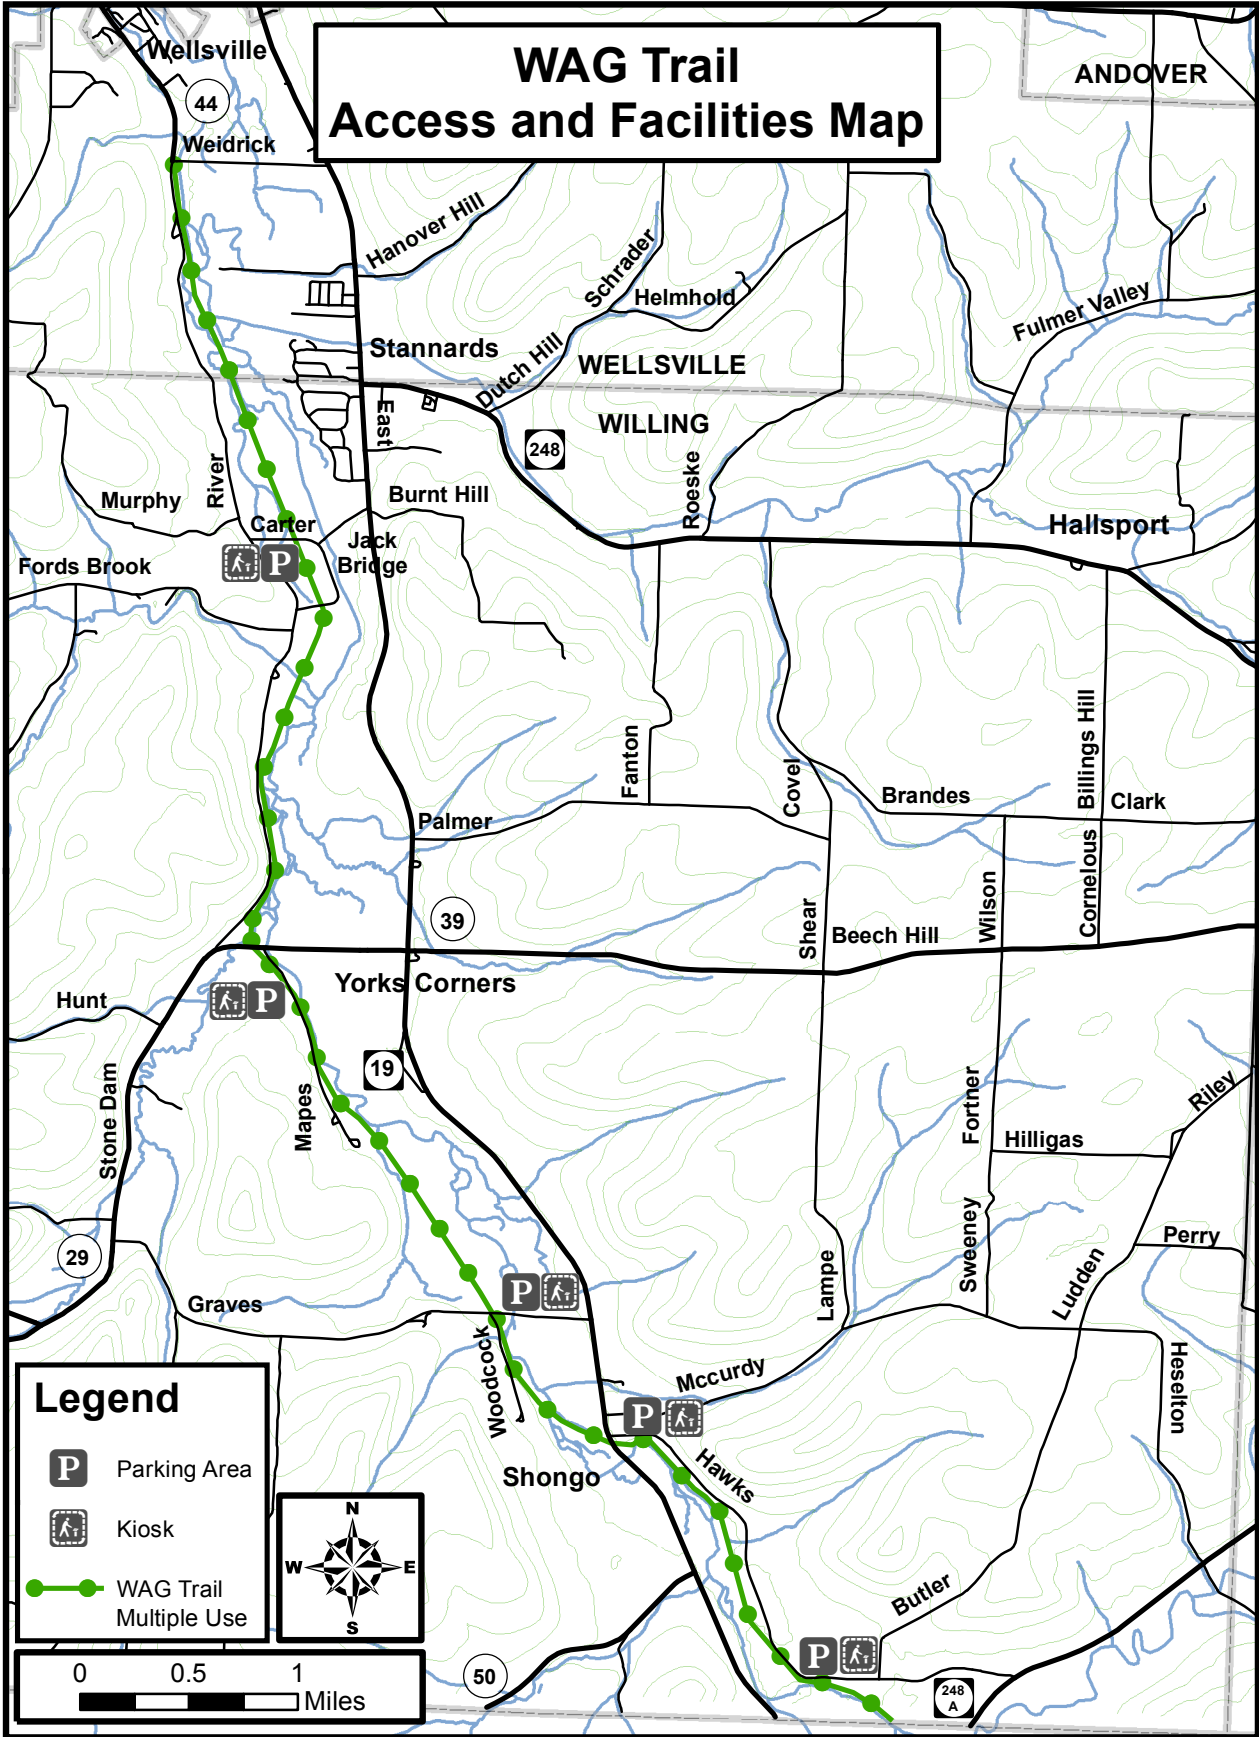 WAG Trail
Access and Facilities Map
Wellsville
ANDOVER
44
Weidrick
Hanover Hill
Schrader
Helmhold
Fulmer Valley
Stannards
Dutch Hill
WELLSVILLE
East
WILLING
248
River
Roeske
Murphy
Burnt Hill
Carter
Hallsport
Jack
Bridge
Fords Brook
P
Fanton
Covel
Billings Hill
Brandes
Clark
Palmer
Cornelous
Wilson
Shear
39
Beech Hill
Yorks Corners
Hunt
P
19
Stone Dam
Mapes
Fortner
Riley
Hilligas
Sweeney
Perry
29
Lampe
Ludden
P
Graves
Woodcock
Heselton
Mccurdy
P
Hawks
Shongo
Butler
P
50
248
A
Legend
P Parking Area
Kiosk
WAG Trail
Multiple Use
N
W E
S
0 0.5 1
Miles